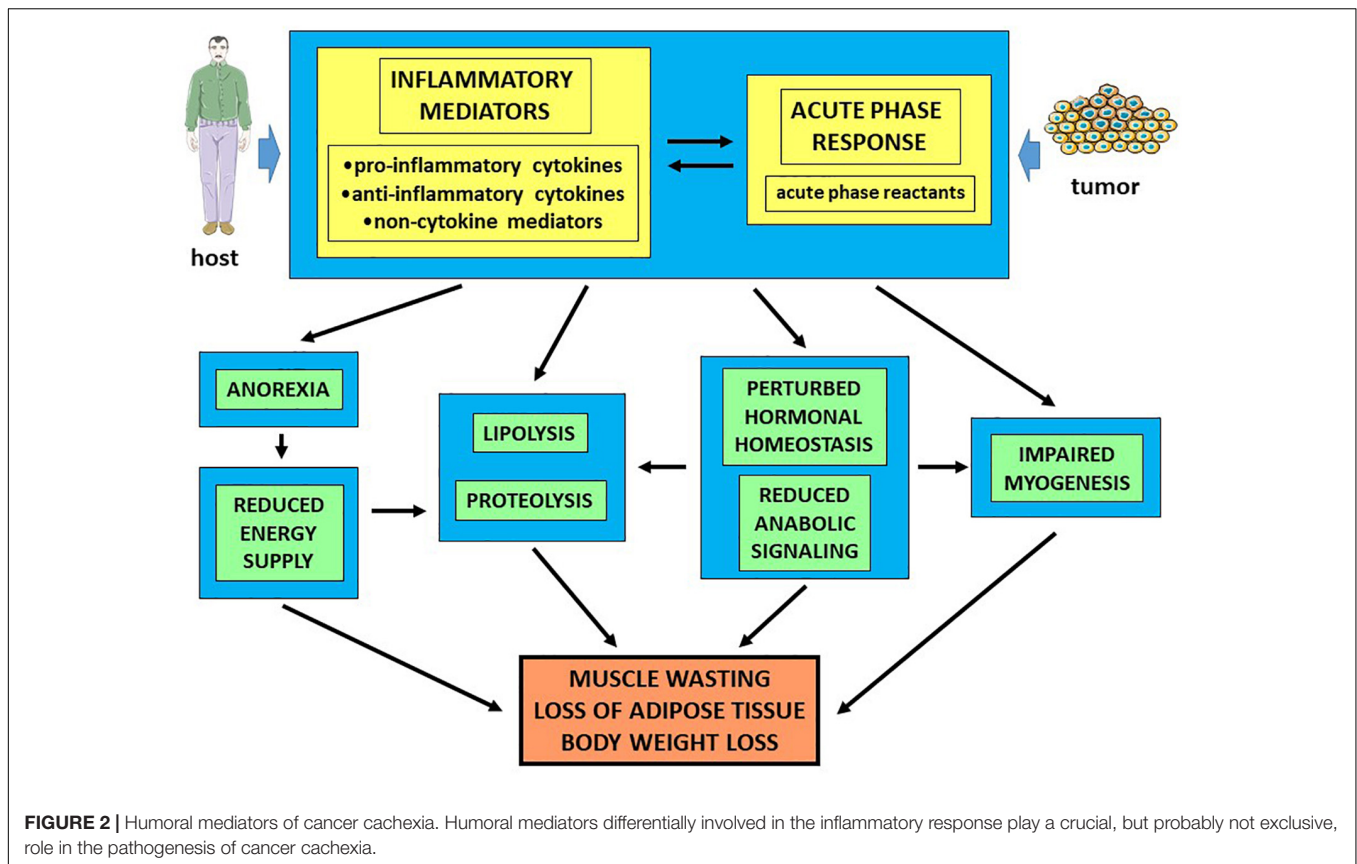 INFLAMMATORY
MEDIATORS
•pro-inflammatory cytokines
•anti-inflammatory cytokines
•non-cytokine mediators
ACUTE PHASE
RESPONSE
acute phase reactants
host
tumor
ANOREXIA
REDUCED
ENERGY
SUPPLY
LIPOLYSIS
PROTEOLYSIS
PERTURBED
HORMONAL
HOMEOSTASIS
REDUCED
ANABOLIC
SIGNALING
IMPAIRED
MYOGENESIS
MUSCLE WASTING
LOSS OF ADIPOSE TISSUE
BODY WEIGHT LOSS
FIGURE 2 | Humoral mediators of cancer cachexia. Humoral mediators differentially involved in the inflammatory response play a crucial, but probably not exclusive,
role in the pathogenesis of cancer cachexia.